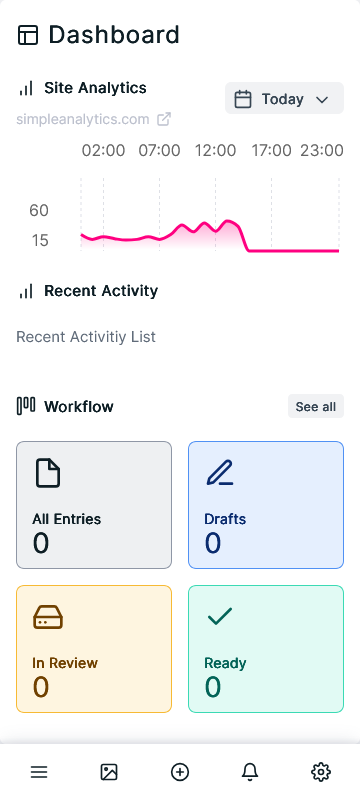 Dashboard
Site Analytics
Today
simpleanalytics.com
02:00 07:00 12:00 17:00 23:00
60
15
Recent Activity
Recent Activitiy List
Workflow
See all
All Entries
0
Drafts
0
In Review
0
Ready
0